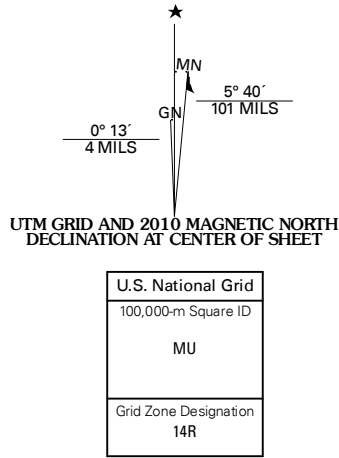 MN
5° 40´
101 MILS
GN
0° 13´
4 MILS
UTM GRID AND 2010 MAGNETIC NORTH
DECLINATION AT CENTER OF SHEET
U.S. National Grid
100,000-m Square ID
MU
Grid Zone Designation
14R